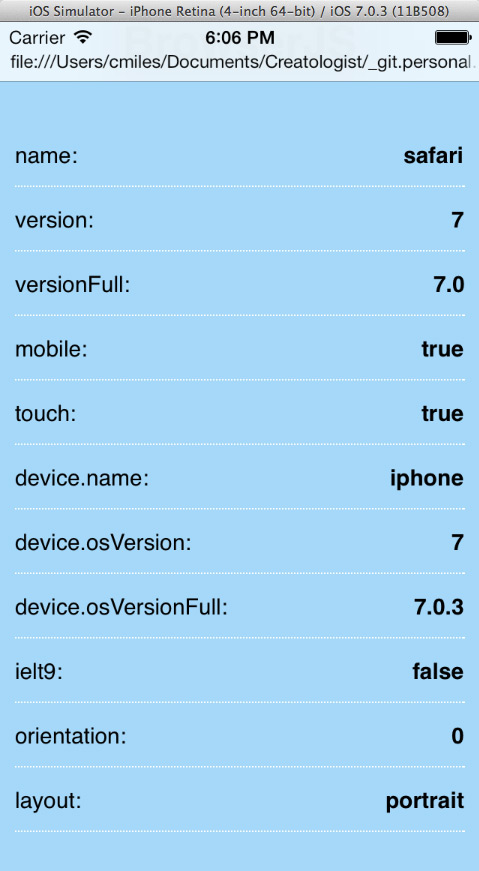 iOS Simulator - iPhone Retina (4-inch 64-bit) / iOS 7.0.3 (11B508)
Carrier 6:06 PM
file:///Users/cmiles/Documents/Creatologist/_git.personal.
name: safari
version: 7
versionFull: 7.0
mobile: true
touch: true
device.name: iphone
device.osVersion: 7
device.osVersionFull: 7.0.3
ielt9: false
orientation: 0
layout: portrait